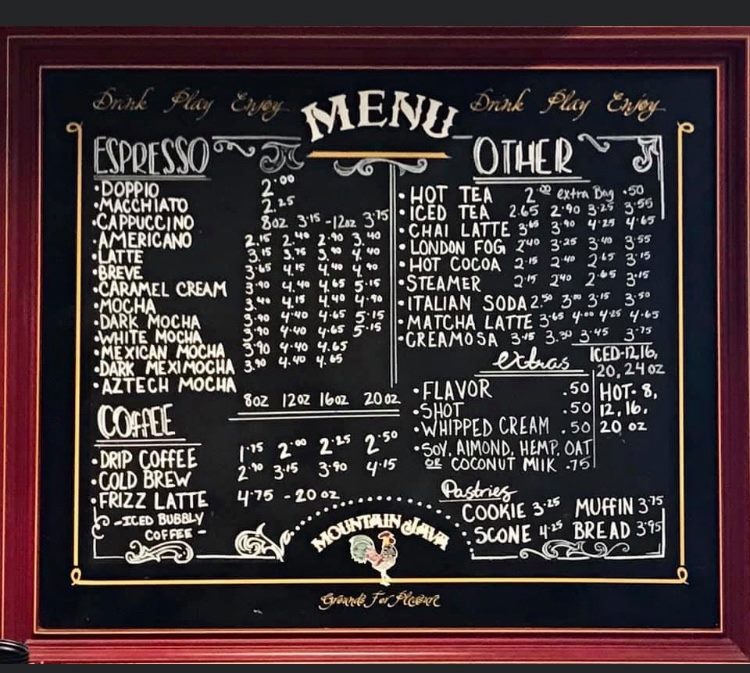 Drink Play Enjoy MENU Drink Play Enjoy
ESPRESSO
• DOPPIO 2.00
• MACCHIATO 2.25
• CAPPUCCINO 8oz 3.15 - 12oz 3.75
• AMERICANO 2.15 2.40 2.90 3.40
• LATTE 3.15 3.75 3.90 4.40
• BREVE 3.65 4.15 4.40 4.90
• CARAMEL CREAM 3.90 4.40 4.65 5.15
• MOCHA 3.40 4.15 4.40 4.90
• DARK MOCHA 3.90 4.40 4.65 5.15
• WHITE MOCHA 3.90 4.40 4.65 5.15
• MEXICAN MOCHA 3.90 4.40 4.65
• DARK MEXIMOCHA 3.90 4.40 4.65
• AZTECH MOCHA
8oz 12oz 16oz 20oz
COFFEE
• DRIP COFFEE 1.75 2.00 2.25 2.50
• COLD BREW 2.90 3.15 3.90 4.15
• FRIZZ LATTE 4.75 - 20oz
- ICED BUBBLY
COFFEE -
OTHER
• HOT TEA 2.00 extra Bag .50
• ICED TEA 2.65 2.90 3.25 3.55
• CHAI LATTE 3.65 3.90 4.25 4.65
• LONDON FOG 2.40 3.25 3.40 3.55
• HOT COCOA 2.15 2.40 2.65 3.15
• STEAMER 2.15 2.40 2.65 3.15
• ITALIAN SODA 2.50 3.00 3.15 3.50
• MATCHA LATTE 3.65 4.00 4.25 4.65
• CREAMOSA 3.15 3.30 3.45 3.75
extras
• FLAVOR .50
• SHOT .50
• WHIPPED CREAM .50
• SOY, ALMOND, HEMP, OAT
OR COCONUT MILK .75
ICED-12,16,
20, 24 OZ
HOT- 8,
12, 16,
20 OZ
Pastries
COOKIE 3.25 MUFFIN 3.75
SCONE 4.25 BREAD 3.95
MOUNTAIN JAVA
Grounds For Pleasure